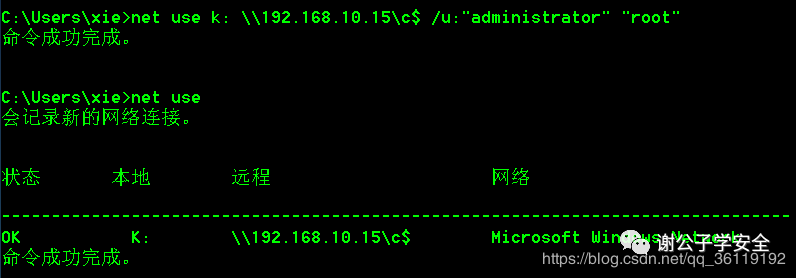 C:\Users\xie>net use k: \\192.168.10.15\c$ /u:"administrator" "root"
命令成功完成。
C:\Users\xie>net use
会记录新的网络连接。
状态 本地 远程 网络
-------------------------------------------------------------------------------
OK K: \\192.168.10.15\c$ Microsoft Windows Network
命令成功完成。
谢公子学安全
https://blog.csdn.net/qq_36119192